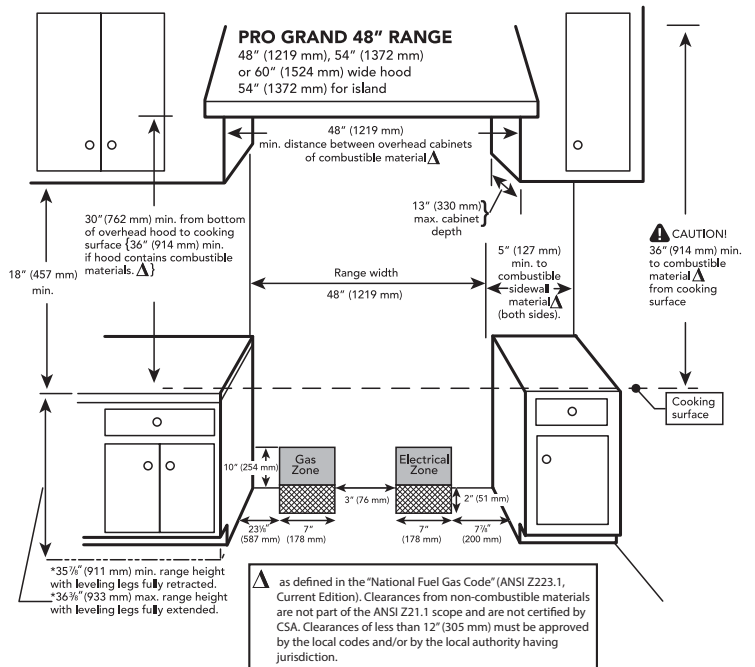 PRO GRAND 48" RANGE
48" (1219 mm), 54" (1372 mm)
or 60" (1524 mm) wide hood
54" (1372 mm) for island
48" (1219 mm)
min. distance between overhead cabinets
of combustible material Δ
30" (762 mm) min. from bottom
of overhead hood to cooking
surface {36" (914 mm) min.
if hood contains combustible
materials. Δ}
18" (457 mm)
min.
13" (330 mm)
max. cabinet
depth
}
Range width
48" (1219 mm)
5" (127 mm)
min. to
combustible
sidewall
material Δ
(both sides).
CAUTION!
36" (914 mm) min.
to combustible
material Δ
from cooking
surface
Cooking
surface
Gas
Zone
Electrical
Zone
10" (254 mm)
3" (76 mm)
2" (51 mm)
23⅛"
(587 mm)
7"
(178 mm)
7"
(178 mm)
7⅞"
(200 mm)
*35⅞" (911 mm) min. range height
with leveling legs fully retracted.
*36¾" (933 mm) max. range height
with leveling legs fully extended.
Δ as defined in the "National Fuel Gas Code" (ANSI Z223.1,
Current Edition). Clearances from non-combustible materials
are not part of the ANSI Z21.1 scope and are not certified by
CSA. Clearances of less than 12" (305 mm) must be approved
by the local codes and/or by the local authority having
jurisdiction.